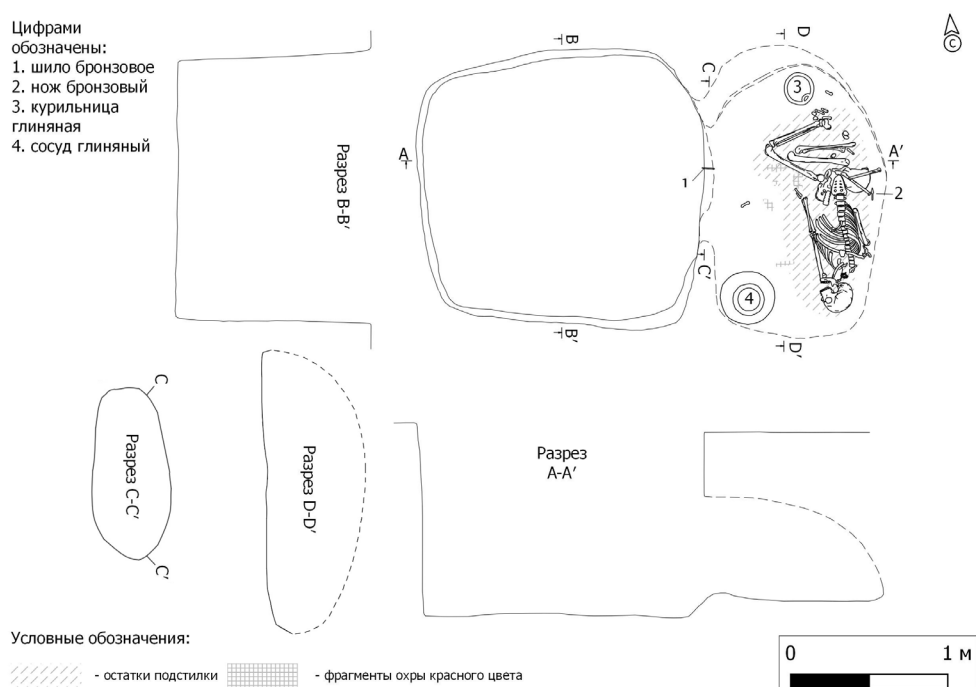 Цифрами
обозначены:
1. шило бронзовое
2. нож бронзовый
3. курильница
глиняная
4. сосуд глиняный
Разрез B-B′
B
D
C
A
A′
3
1
2
4
C′
B′
D′
С
C
Разрез C-C′
C′
Разрез D-D′
Разрез
A-A′
Условные обозначения:
- остатки подстилки
- фрагменты охры красного цвета
0 1 м